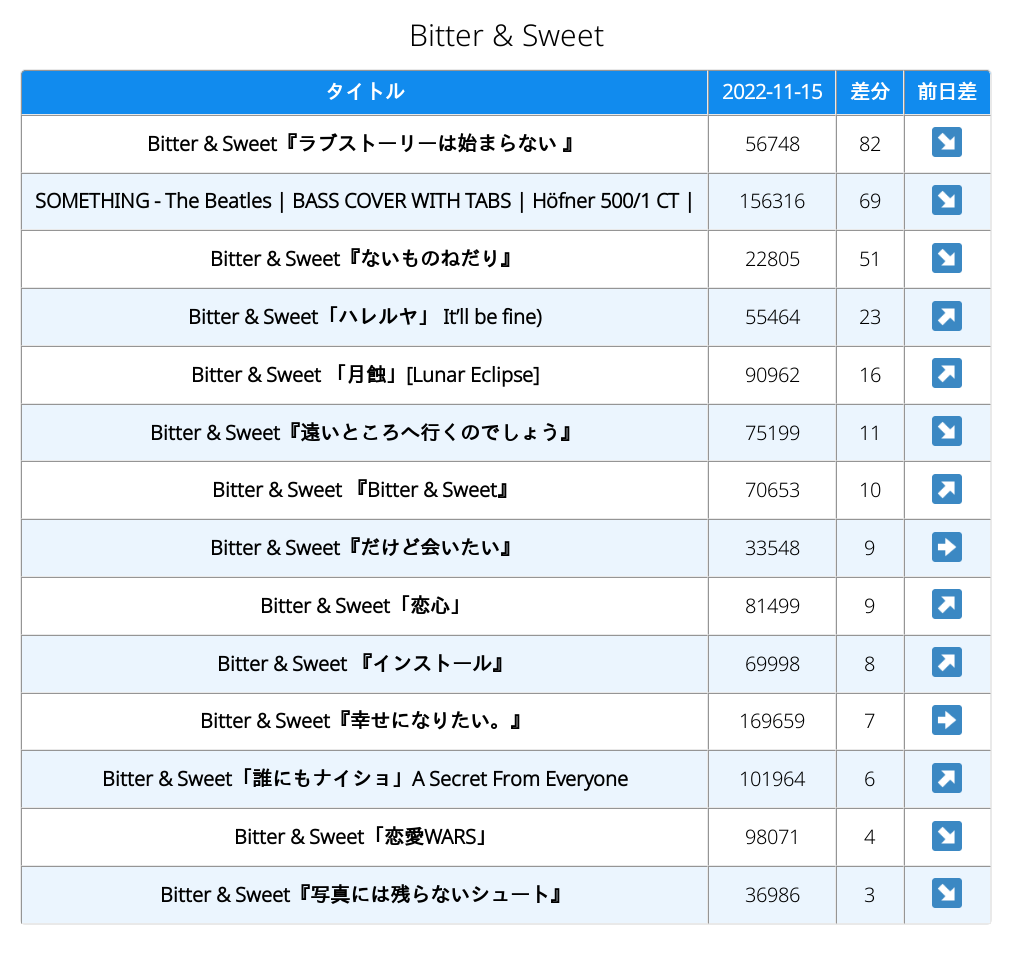 Bitter & Sweet
タイトル 2022-11-15 差分 前日差
Bitter & Sweet『ラブストーリーは始まらない 』 56748 82 ↘
SOMETHING - The Beatles | BASS COVER WITH TABS | Höfner 500/1 CT | 156316 69 ↘
Bitter & Sweet『ないものねだり』 22805 51 ↘
Bitter & Sweet「ハレルヤ」 It’ll be fine) 55464 23 ↗
Bitter & Sweet 「月蝕」[Lunar Eclipse] 90962 16 ↗
Bitter & Sweet『遠いところへ行くのでしょう』 75199 11 ↘
Bitter & Sweet 『Bitter & Sweet』 70653 10 ↗
Bitter & Sweet『だけど会いたい』 33548 9 ➡
Bitter & Sweet「恋心」 81499 9 ↗
Bitter & Sweet 『インストール』 69998 8 ↗
Bitter & Sweet『幸せになりたい。』 169659 7 ➡
Bitter & Sweet「誰にもナイショ」A Secret From Everyone 101964 6 ↗
Bitter & Sweet「恋愛WARS」 98071 4 ↘
Bitter & Sweet『写真には残らないシュート』 36986 3 ↘